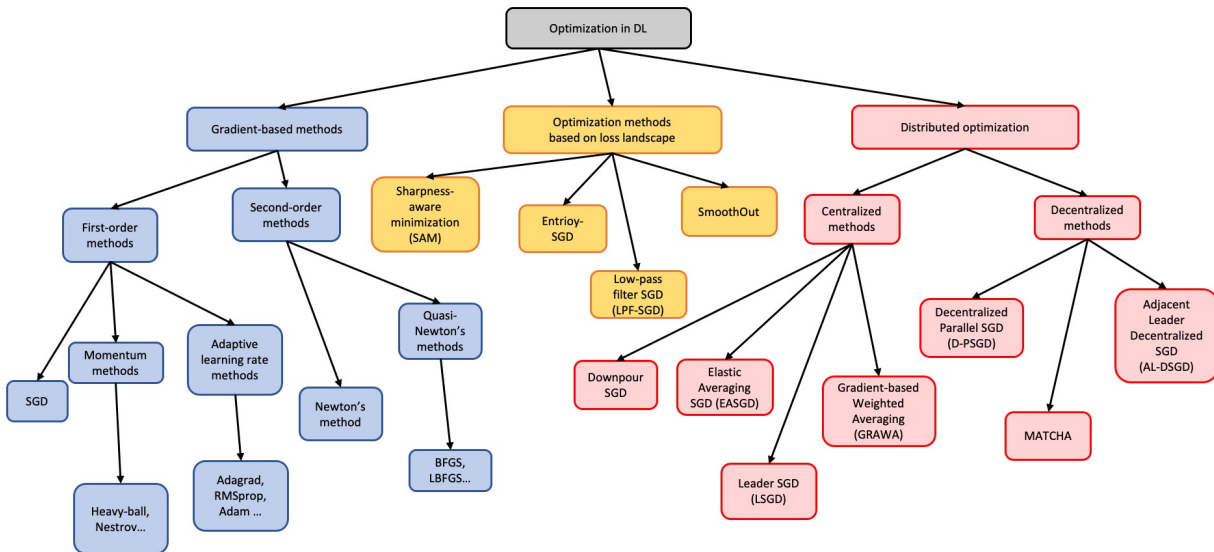 Optimization in DL
Gradient-based methods
Optimization methods
based on loss landscape
Distributed optimization
First-order
methods
Second-order
methods
Sharpness-
aware
minimization
(SAM)
Entrioy-
SGD
SmoothOut
Low-pass
filter SGD
(LPF-SGD)
Centralized
methods
Decentralized
methods
SGD
Momentum
methods
Adaptive
learning rate
methods
Newton's
method
Quasi-
Newton's
methods
Heavy-ball,
Nestrov...
Adagrad,
RMSprop,
Adam ...
BFGS,
LBFGS...
Downpour
SGD
Elastic
Averaging
SGD (EASGD)
Leader SGD
(LSGD)
Gradient-based
Weighted
Averaging
(GRAWA)
Decentralized
Parallel SGD
(D-PSGD)
MATCHA
Adjacent
Leader
Decentralized
SGD
(AL-DSGD)